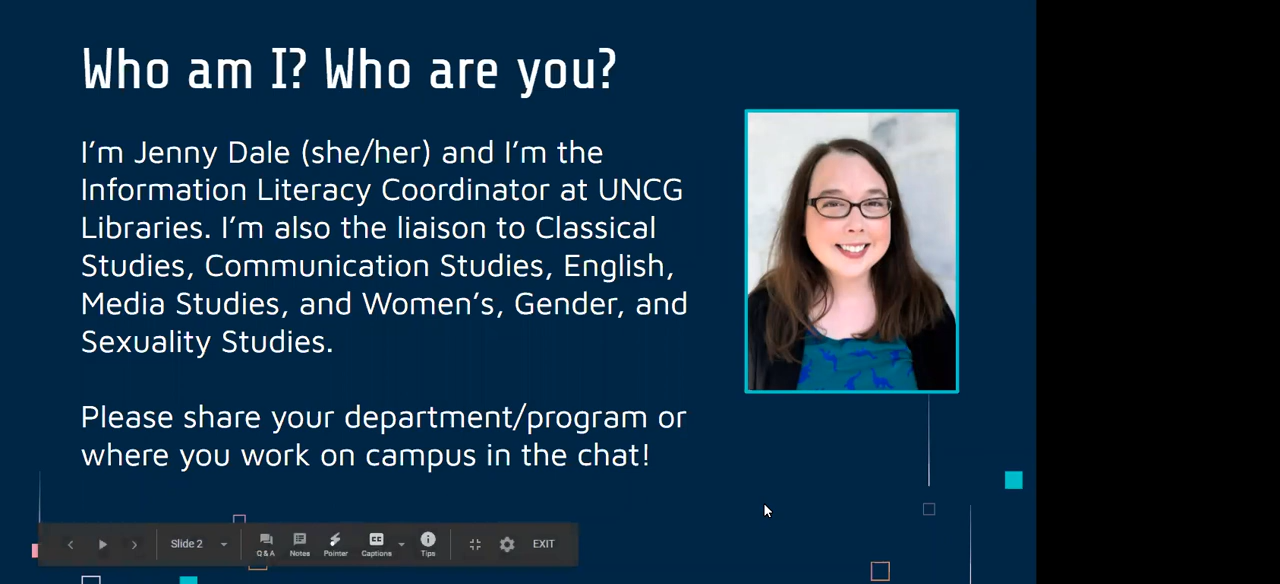 Who am I? Who are you?
I'm Jenny Dale (she/her) and I'm the
Information Literacy Coordinator at UNCG
Libraries. I'm also the liaison to Classical
Studies, Communication Studies, English,
Media Studies, and Women's, Gender, and
Sexuality Studies.
Please share your department/program or
where you work on campus in the chat!
Slide 2
Q & A
Notes
Pointer
CC
Captions
Tips
EXIT